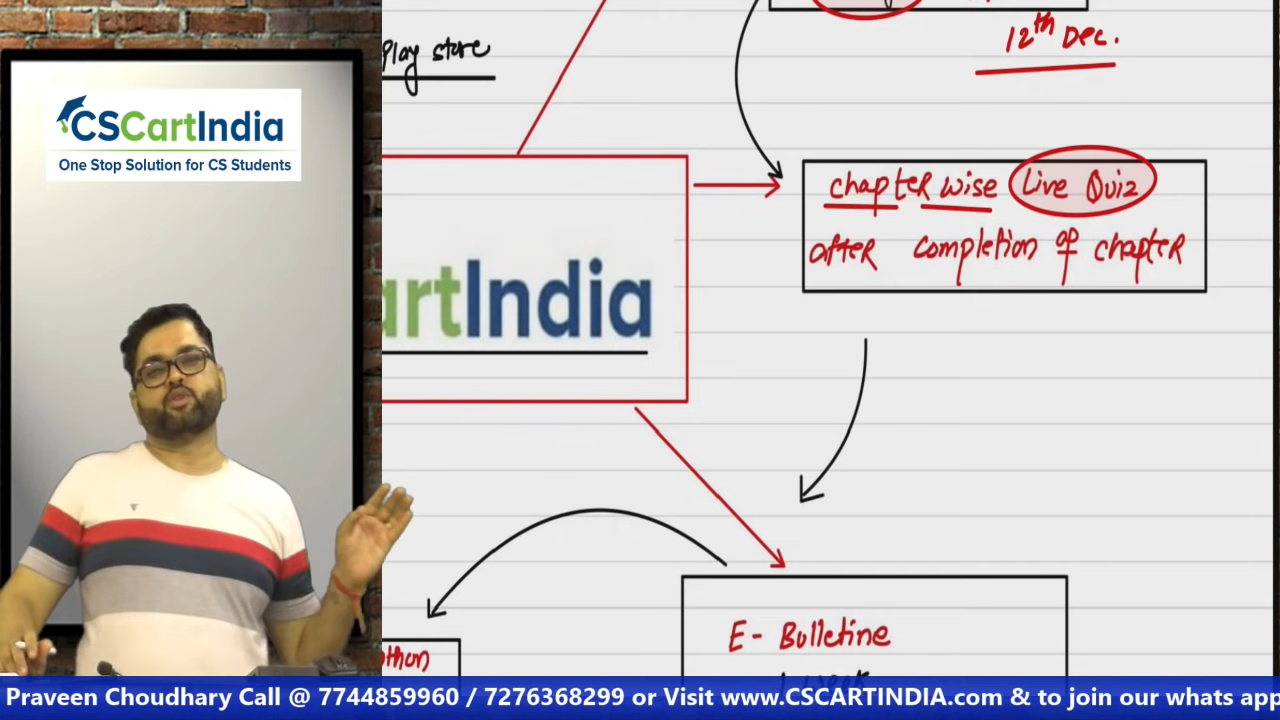 12th Dec.
Play store
CSCartIndia
One Stop Solution for CS Students
chapter wise Live Quiz
after completion of chapter
artIndia
E- Bulletine
thon
Praveen Choudhary Call @ 7744859960 / 7276368299 or Visit www.CSCARTINDIA.com & to join our whats app